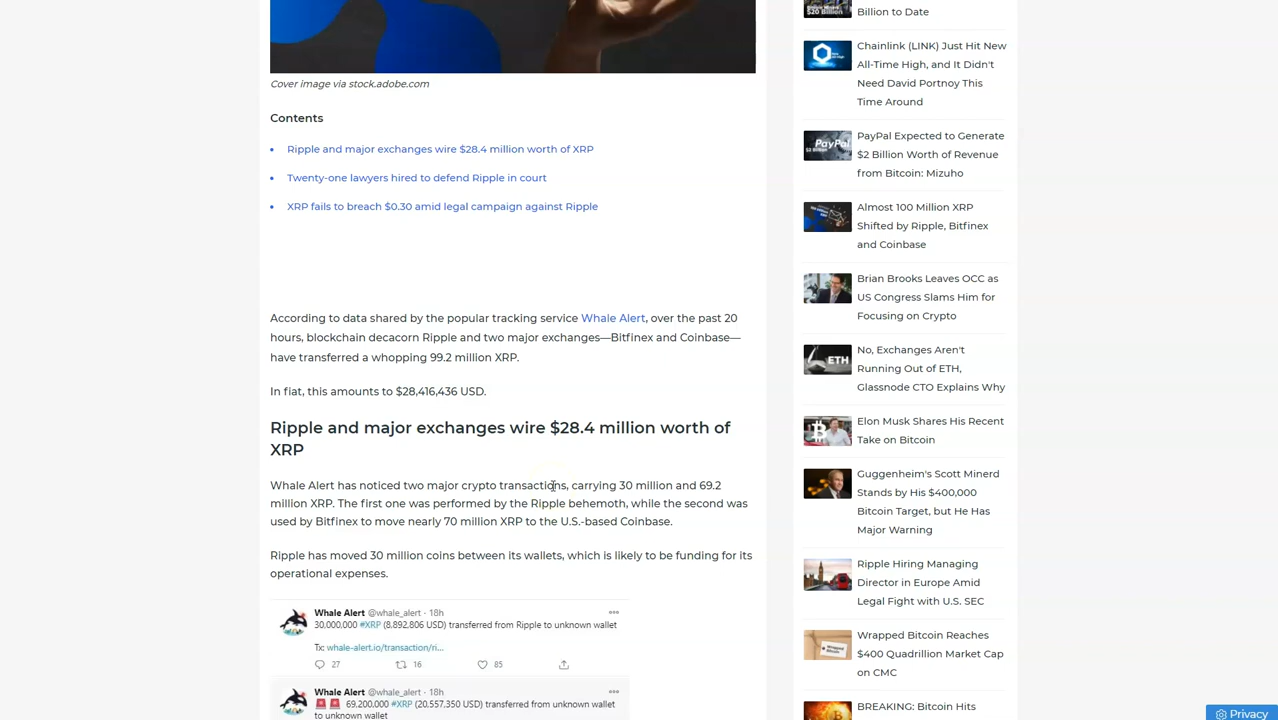 Cover image via stock.adobe.com
Contents
Ripple and major exchanges wire $28.4 million worth of XRP
Twenty-one lawyers hired to defend Ripple in court
XRP fails to breach $0.30 amid legal campaign against Ripple
According to data shared by the popular tracking service Whale Alert, over the past 20
hours, blockchain decacorn Ripple and two major exchanges—Bitfinex and Coinbase—
have transferred a whopping 99.2 million XRP.
In fiat, this amounts to $28,416,436 USD.
Ripple and major exchanges wire $28.4 million worth of
XRP
Whale Alert has noticed two major crypto transactions, carrying 30 million and 69.2
million XRP. The first one was performed by the Ripple behemoth, while the second was
used by Bitfinex to move nearly 70 million XRP to the U.S.-based Coinbase.
Ripple has moved 30 million coins between its wallets, which is likely to be funding for its
operational expenses.
Whale Alert @whale_alert · 18h
30,000,000 #XRP (8,892,806 USD) transferred from Ripple to unknown wallet
Tx: whale-alert.io/transaction/ri...
27 16 85
Whale Alert @whale_alert · 18h
69,200,000 #XRP (20,557,350 USD) transferred from unknown wallet
to unknown wallet
$20 Billion
Billion to Date
Chainlink (LINK) Just Hit New
All-Time High, and It Didn't
Need David Portnoy This
Time Around
PayPal
$2 Billion
PayPal Expected to Generate
$2 Billion Worth of Revenue
from Bitcoin: Mizuho
Almost 100 Million XRP
Shifted by Ripple, Bitfinex
and Coinbase
Brian Brooks Leaves OCC as
US Congress Slams Him for
Focusing on Crypto
ETH
No, Exchanges Aren't
Running Out of ETH,
Glassnode CTO Explains Why
Elon Musk Shares His Recent
Take on Bitcoin
Guggenheim's Scott Minerd
Stands by His $400,000
Bitcoin Target, but He Has
Major Warning
Ripple Hiring Managing
Director in Europe Amid
Legal Fight with U.S. SEC
Wrapped Bitcoin Reaches
$400 Quadrillion Market Cap
on CMC
BREAKING: Bitcoin Hits
Privacy